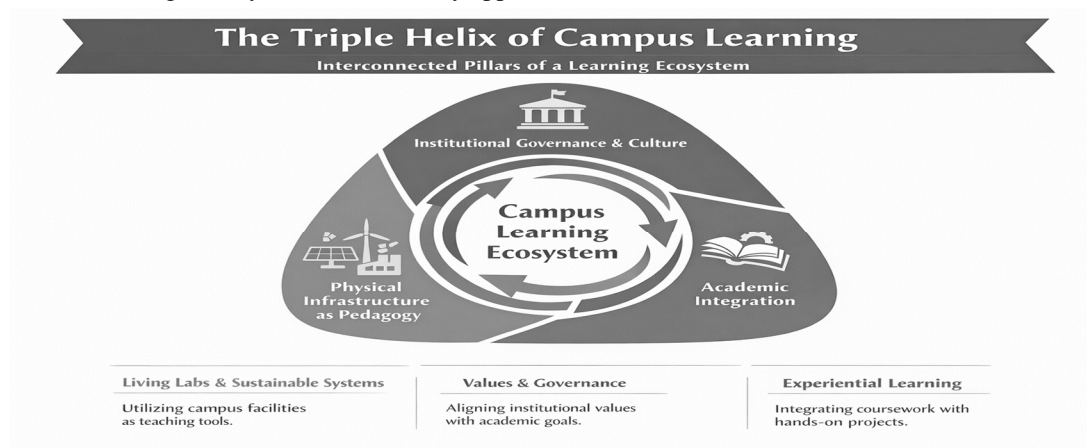 The Triple Helix of Campus Learning
Interconnected Pillars of a Learning Ecosystem
Institutional Governance & Culture
Campus
Learning
Ecosystem
Physical
Infrastructure
as Pedagogy
Academic
Integration
Living Labs & Sustainable Systems
Utilizing campus facilities
as teaching tools.
Values & Governance
Aligning institutional values
with academic goals.
Experiential Learning
Integrating coursework with
hands-on projects.